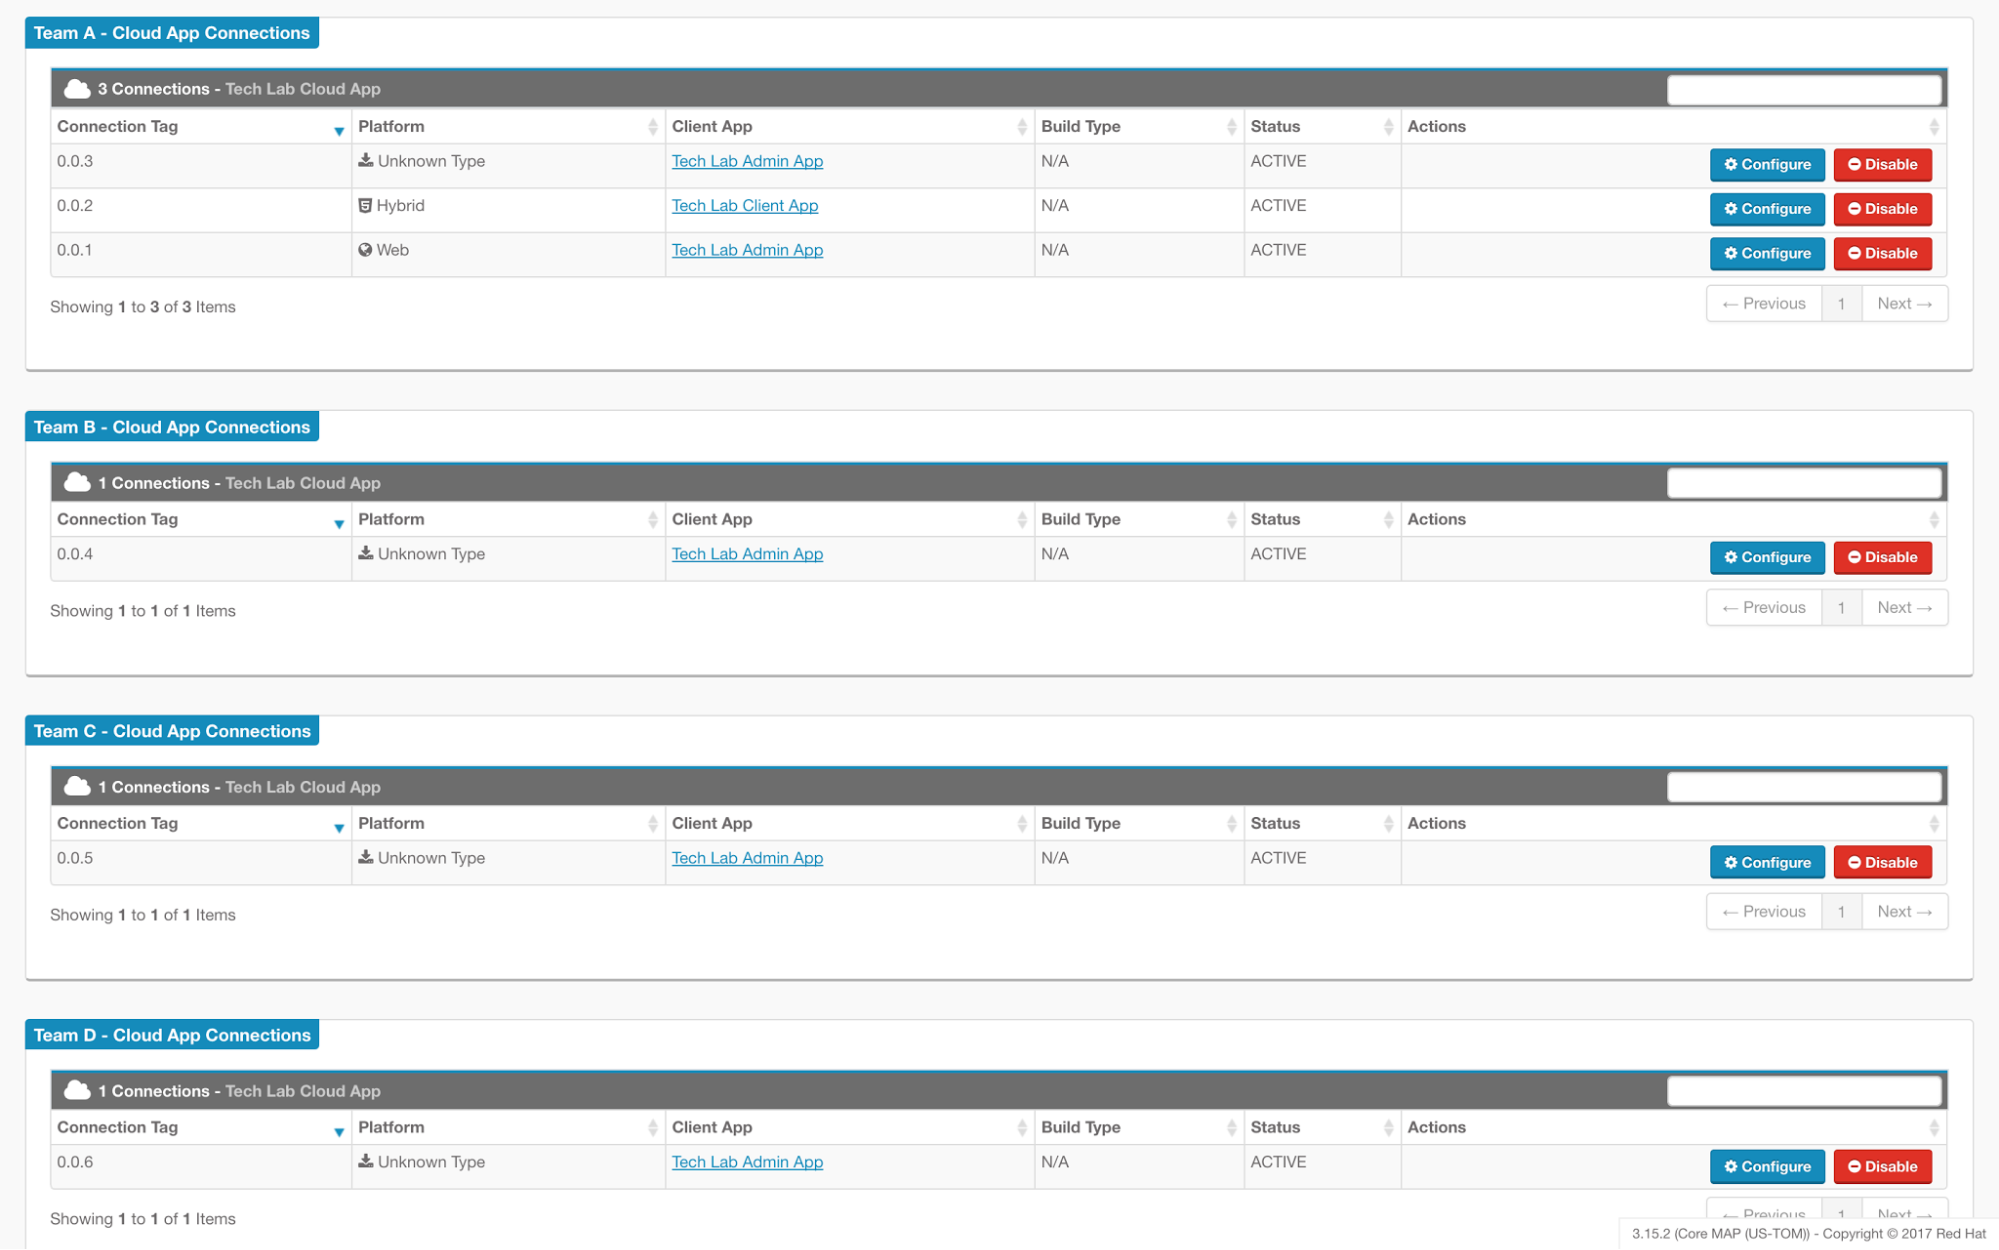 Team A - Cloud App Connections
3 Connections - Tech Lab Cloud App
Connection Tag Platform Client App Build Type Status Actions
0.0.3 Unknown Type Tech Lab Admin App N/A ACTIVE Configure Disable
0.0.2 Hybrid Tech Lab Client App N/A ACTIVE Configure Disable
0.0.1 Web Tech Lab Admin App N/A ACTIVE Configure Disable
Showing 1 to 3 of 3 Items ← Previous 1 Next →
Team B - Cloud App Connections
1 Connections - Tech Lab Cloud App
Connection Tag Platform Client App Build Type Status Actions
0.0.4 Unknown Type Tech Lab Admin App N/A ACTIVE Configure Disable
Showing 1 to 1 of 1 Items ← Previous 1 Next →
Team C - Cloud App Connections
1 Connections - Tech Lab Cloud App
Connection Tag Platform Client App Build Type Status Actions
0.0.5 Unknown Type Tech Lab Admin App N/A ACTIVE Configure Disable
Showing 1 to 1 of 1 Items ← Previous 1 Next →
Team D - Cloud App Connections
1 Connections - Tech Lab Cloud App
Connection Tag Platform Client App Build Type Status Actions
0.0.6 Unknown Type Tech Lab Admin App N/A ACTIVE Configure Disable
Showing 1 to 1 of 1 Items ← Previous 1 Next →
3.15.2 (Core MAP (US-TOM)) - Copyright © 2017 Red Hat